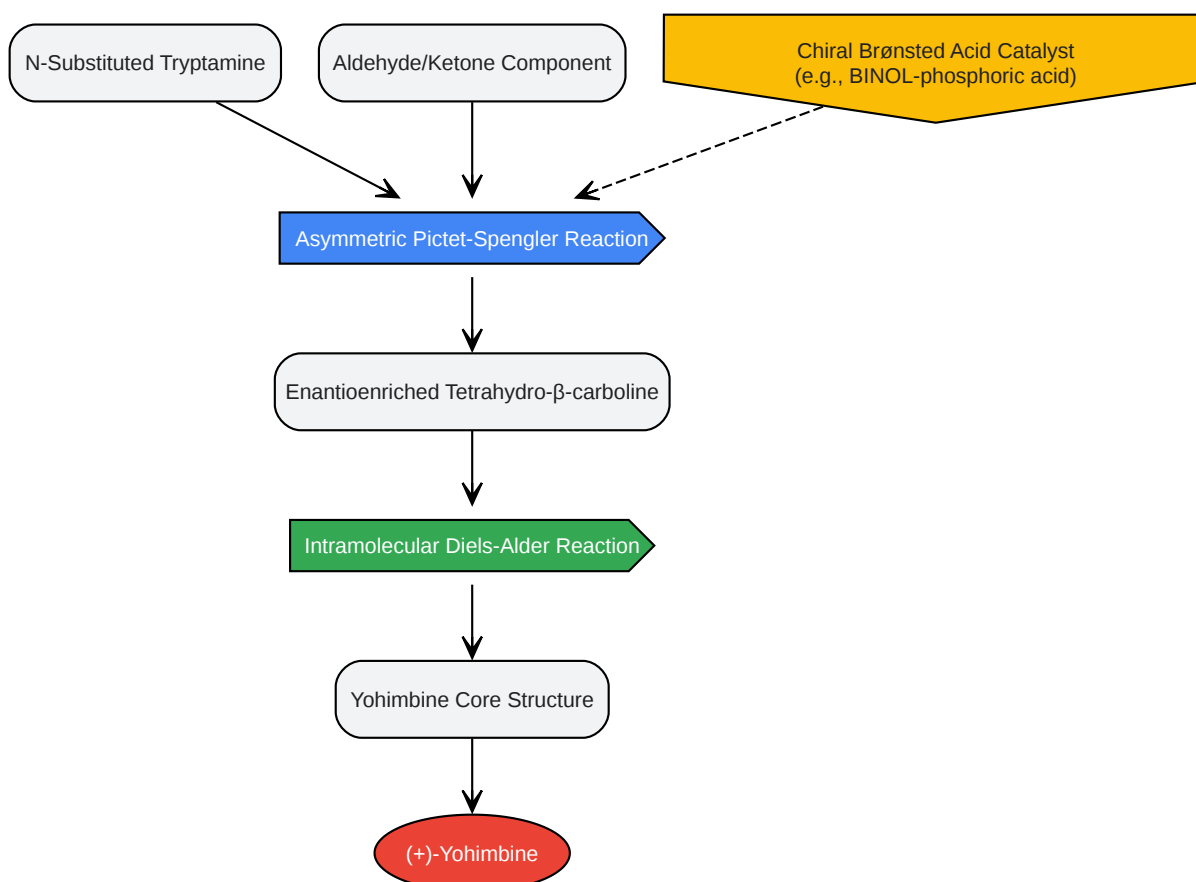 N-Substituted Tryptamine
Aldehyde/Ketone Component
Chiral Brønsted Acid Catalyst
(e.g., BINOL-phosphoric acid)
Asymmetric Pictet-Spengler Reaction
Enantioenriched Tetrahydro-β-carboline
Intramolecular Diels-Alder Reaction
Yohimbine Core Structure
(+)-Yohimbine